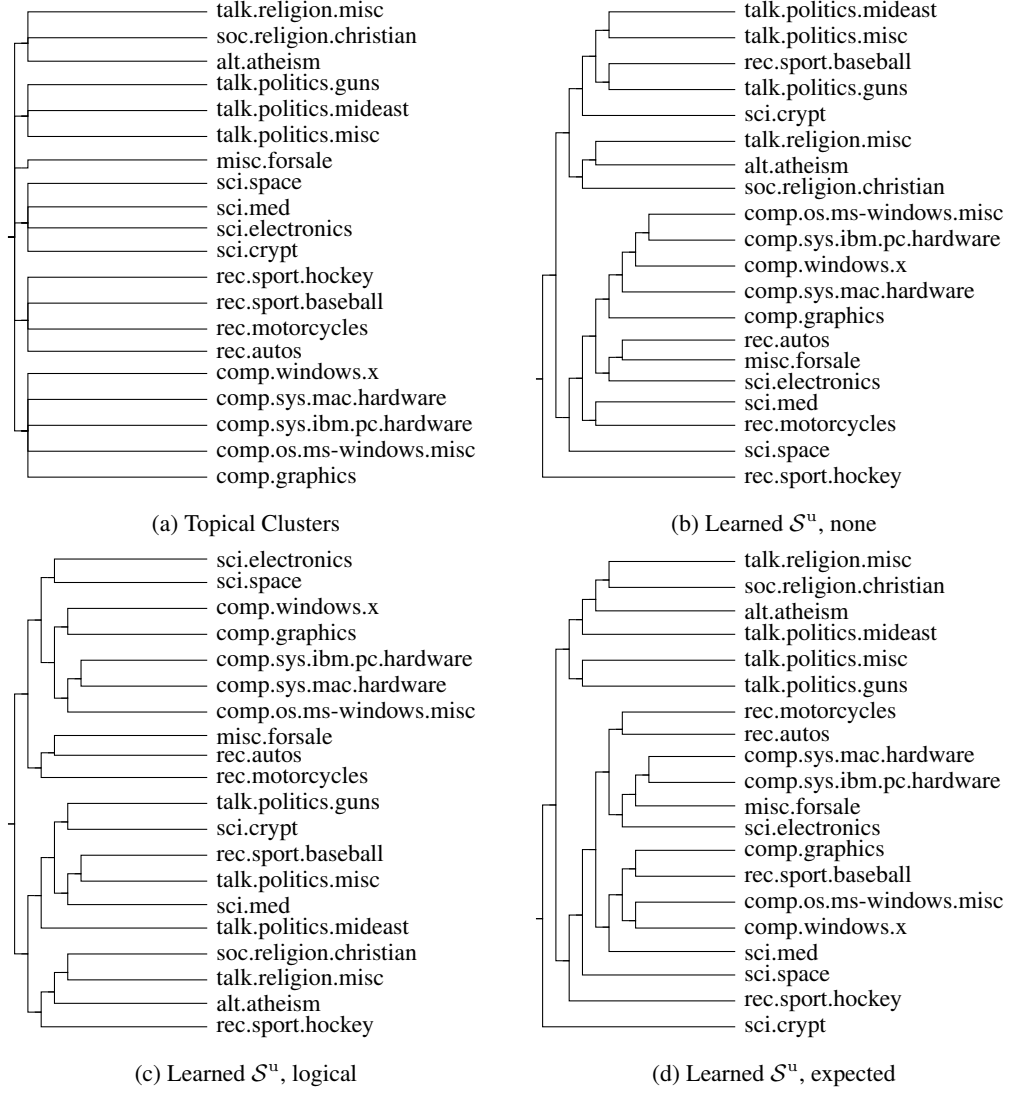 talk.religion.misc
soc.religion.christian
alt.atheism
talk.politics.guns
talk.politics.mideast
talk.politics.misc
misc.forsale
sci.space
sci.med
sci.electronics
sci.crypt
rec.sport.hockey
rec.sport.baseball
rec.motorcycles
rec.autos
comp.windows.x
comp.sys.mac.hardware
comp.sys.ibm.pc.hardware
comp.os.ms-windows.misc
comp.graphics
(a) Topical Clusters
talk.politics.mideast
talk.politics.misc
rec.sport.baseball
talk.politics.guns
sci.crypt
talk.religion.misc
alt.atheism
soc.religion.christian
comp.os.ms-windows.misc
comp.sys.ibm.pc.hardware
comp.windows.x
comp.sys.mac.hardware
comp.graphics
rec.autos
misc.forsale
sci.electronics
sci.med
rec.motorcycles
sci.space
rec.sport.hockey
(b) Learned 𝒮ᵘ, none
sci.electronics
sci.space
comp.windows.x
comp.graphics
comp.sys.ibm.pc.hardware
comp.sys.mac.hardware
comp.os.ms-windows.misc
misc.forsale
rec.autos
rec.motorcycles
talk.politics.guns
sci.crypt
rec.sport.baseball
talk.politics.misc
sci.med
talk.politics.mideast
soc.religion.christian
talk.religion.misc
alt.atheism
rec.sport.hockey
(c) Learned 𝒮ᵘ, logical
talk.religion.misc
soc.religion.christian
alt.atheism
talk.politics.mideast
talk.politics.misc
talk.politics.guns
rec.motorcycles
rec.autos
comp.sys.mac.hardware
comp.sys.ibm.pc.hardware
misc.forsale
sci.electronics
comp.graphics
rec.sport.baseball
comp.os.ms-windows.misc
comp.windows.x
sci.med
sci.space
rec.sport.hockey
sci.crypt
(d) Learned 𝒮ᵘ, expected